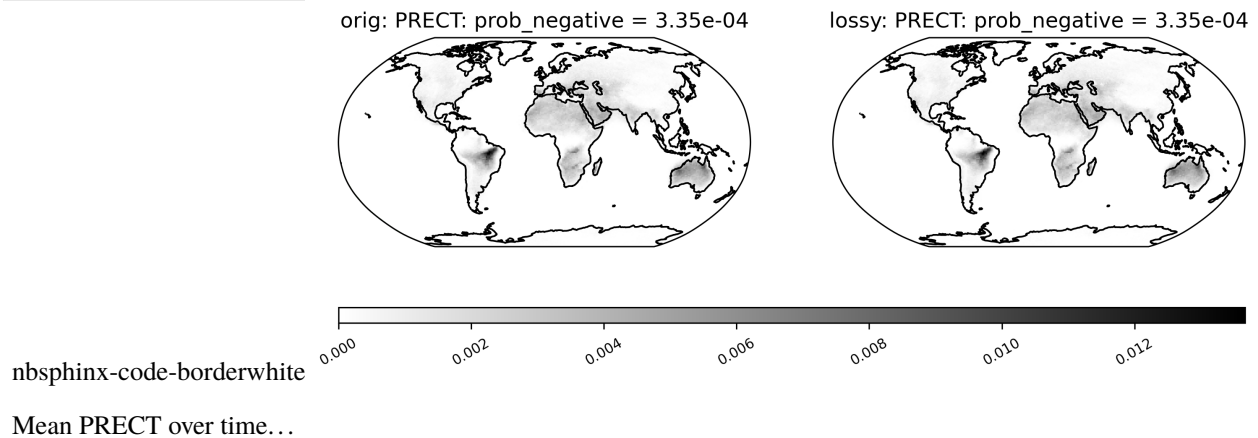 orig: PRECT: prob_negative = 3.35e-04
lossy: PRECT: prob_negative = 3.35e-04
0.000
0.002
0.004
0.006
0.008
0.010
0.012
nbsphinx-code-borderwhite
Mean PRECT over time...